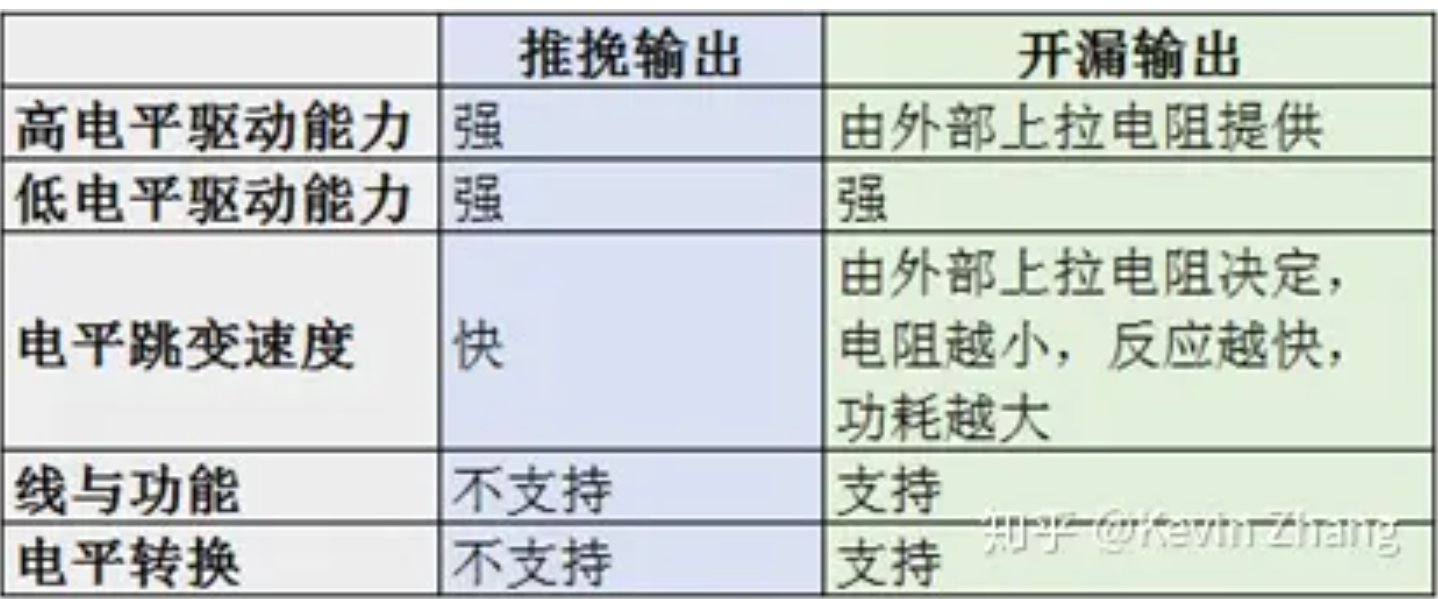 推挽输出 开漏输出
高电平驱动能力 强 由外部上拉电阻提供
低电平驱动能力 强 强
电平跳变速度 快 由外部上拉电阻决定，
电阻越小，反应越快，
功耗越大
线与功能 不支持 支持
电平转换 不支持 支持
知乎 @Kevin Zhang